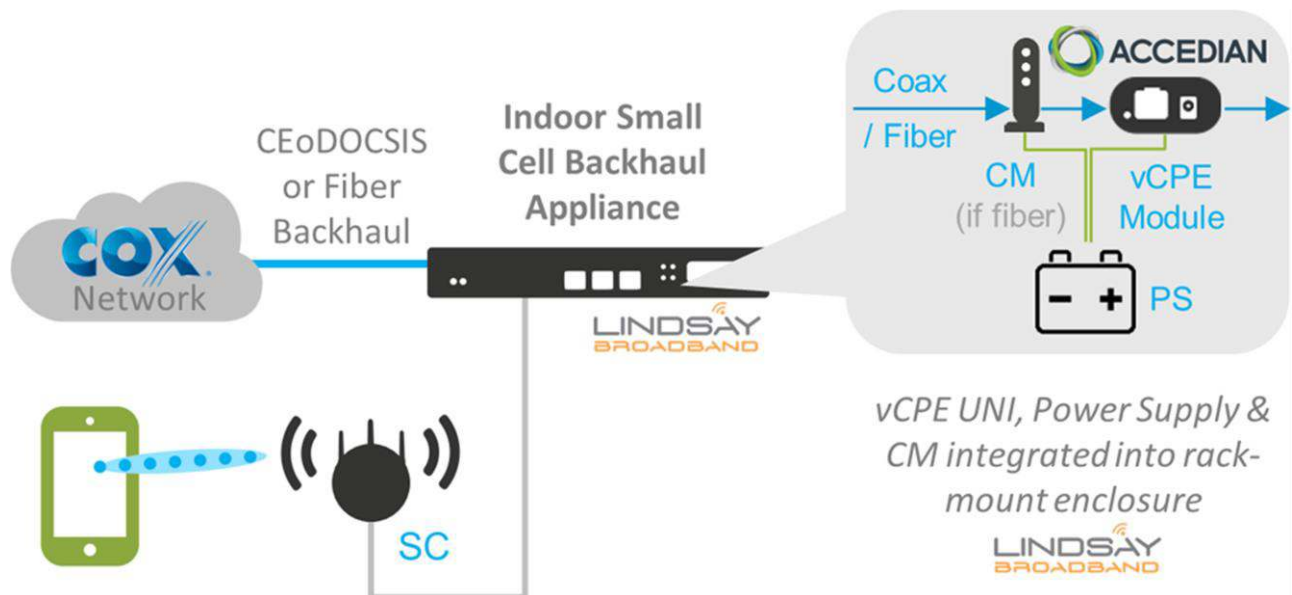 COX
Network
CEoDOCSIS
or Fiber
Backhaul
Indoor Small
Cell Backhaul
Appliance
LINDSAY
BROADBAND
SC
ACCEDIAN
Coax
/ Fiber
CM
(if fiber)
vCPE
Module
PS
vCPE UNI, Power Supply &
CM integrated into rack-
mount enclosure
LINDSAY
BROADBAND